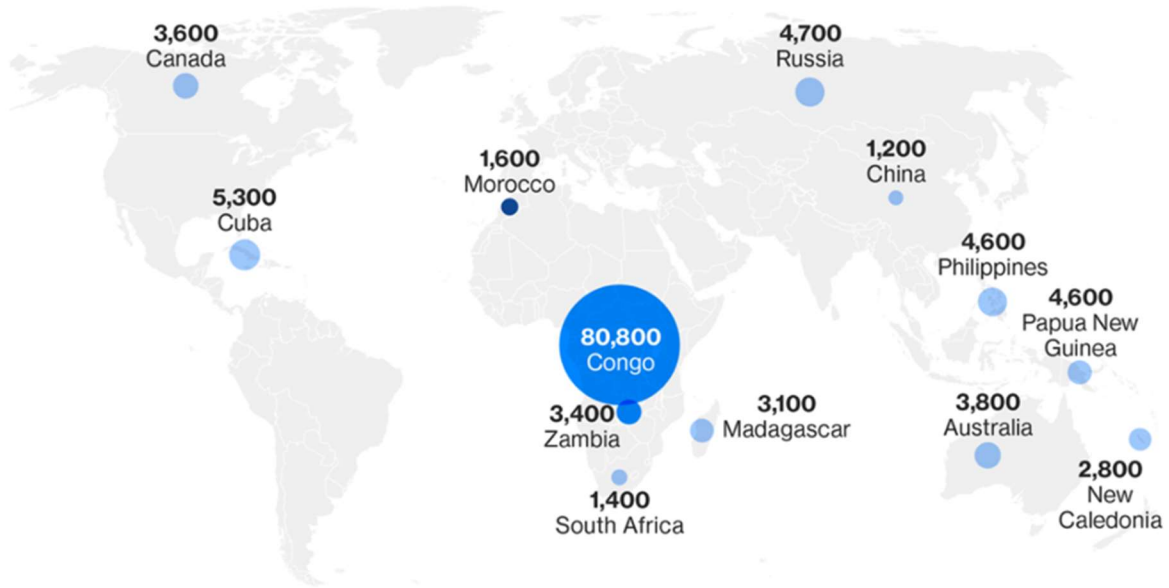 3,600
Canada
4,700
Russia
1,600
Morocco
1,200
China
5,300
Cuba
4,600
Philippines
4,600
Papua New
Guinea
80,800
Congo
3,400
Zambia
3,100
Madagascar
3,800
Australia
2,800
New
Caledonia
1,400
South Africa